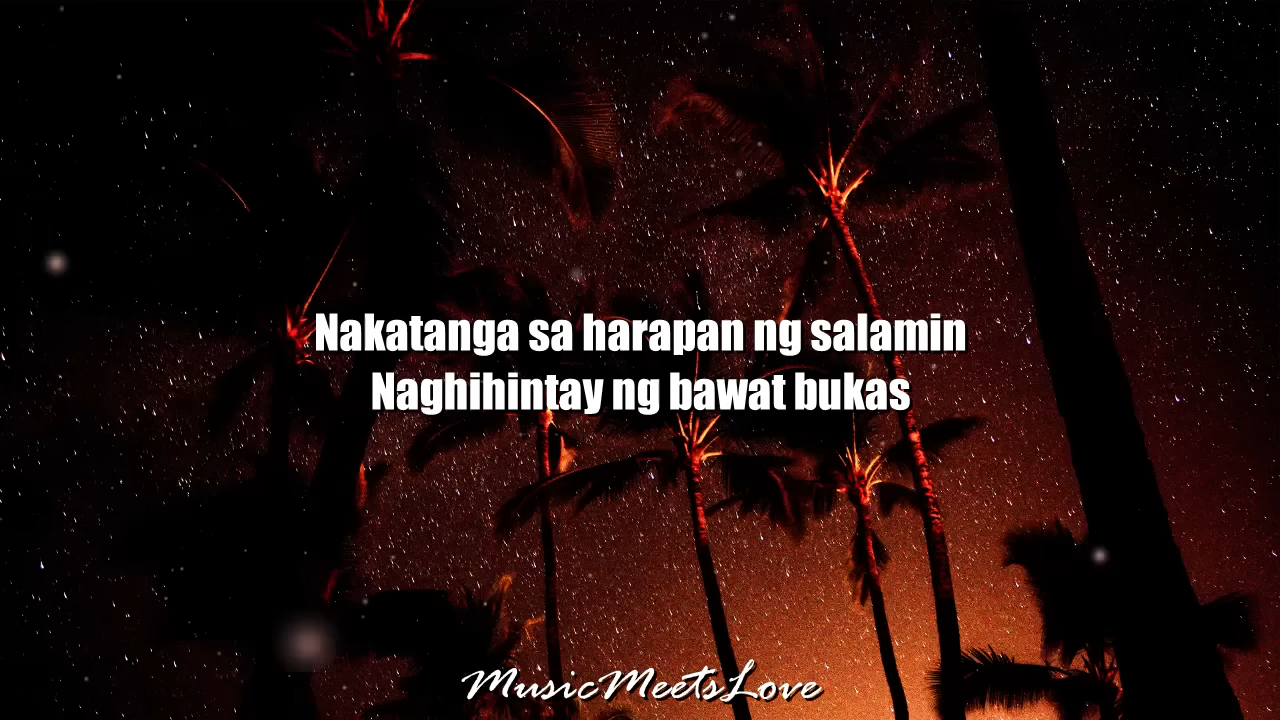 Nakatanga sa harapan ng salamin
Naghihintay ng bawat bukas
MusicMeetsLove